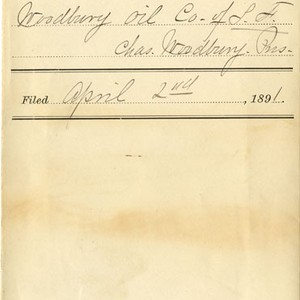 Woodbury Oil Co. of S. F.
Chas. Woodbury. Pres.
Filed April 2nd, 1891.